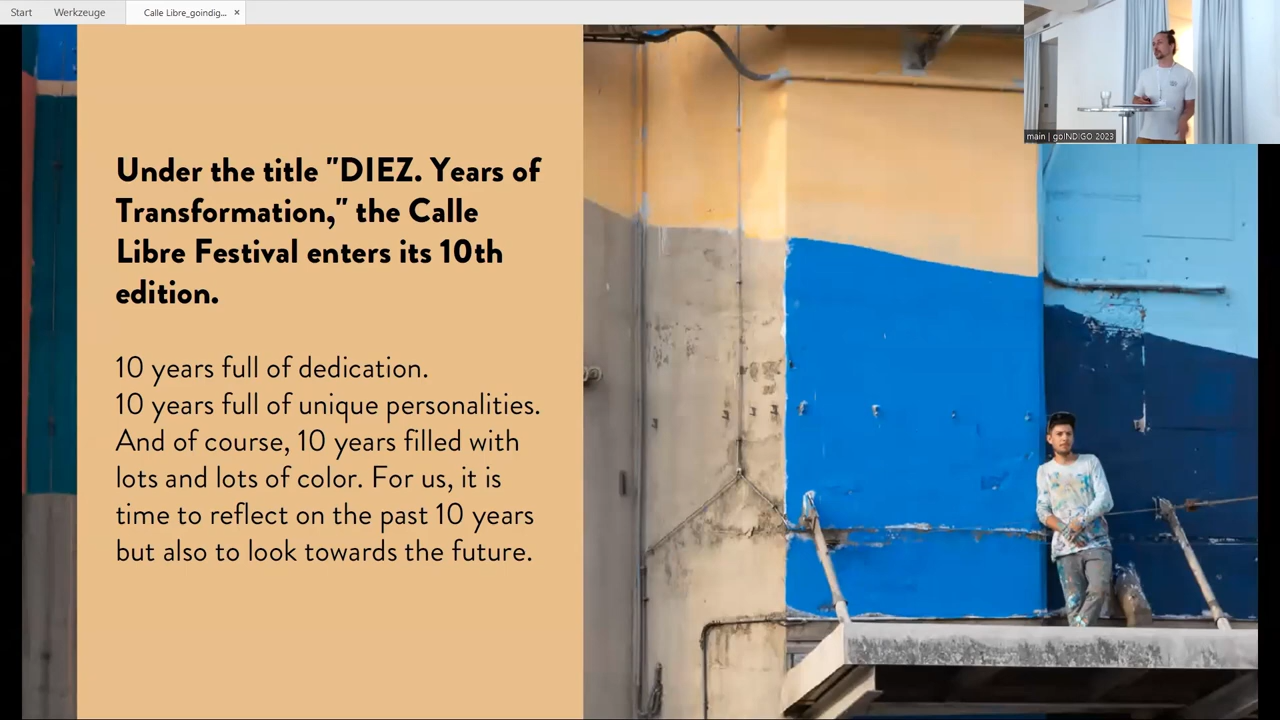 Start Werkzeuge Calle Libre_goindig... ×
main | goINDIGO 2023
Under the title "DIEZ. Years of
Transformation," the Calle
Libre Festival enters its 10th
edition.
10 years full of dedication.
10 years full of unique personalities.
And of course, 10 years filled with
lots and lots of color. For us, it is
time to reflect on the past 10 years
but also to look towards the future.